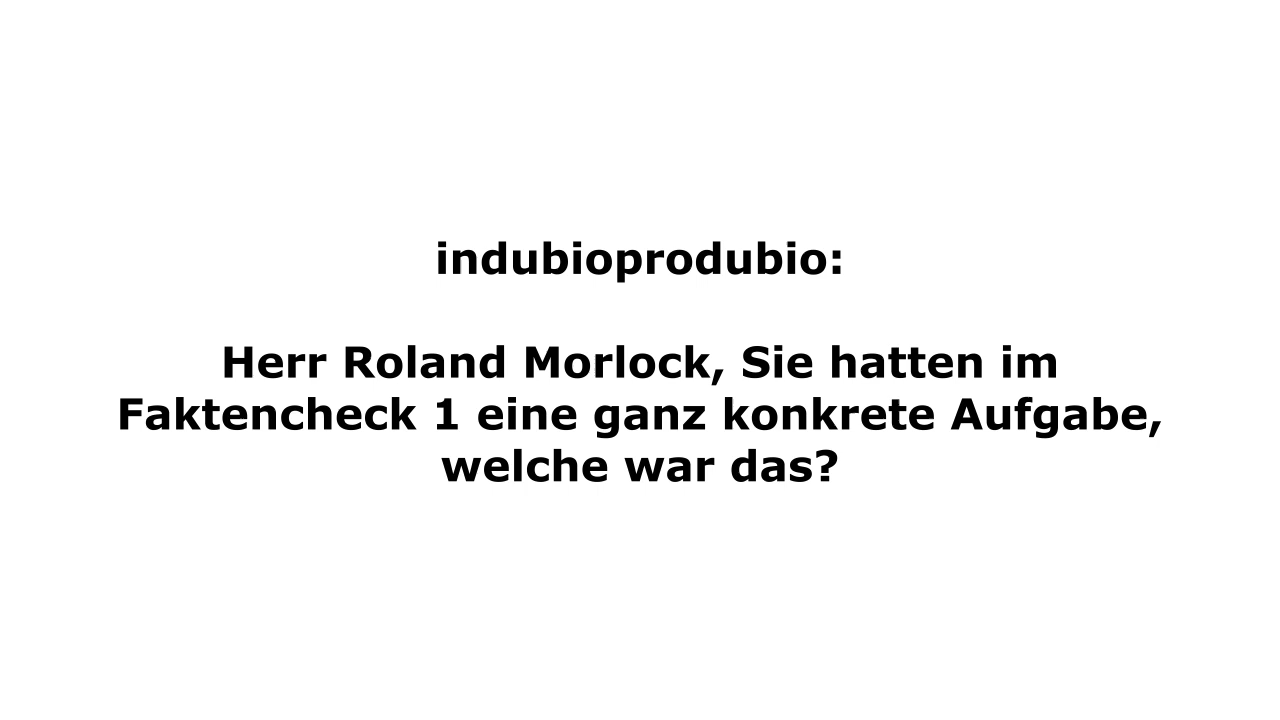 indubioprodubio:
Herr Roland Morlock, Sie hatten im
Faktencheck 1 eine ganz konkrete Aufgabe,
welche war das?